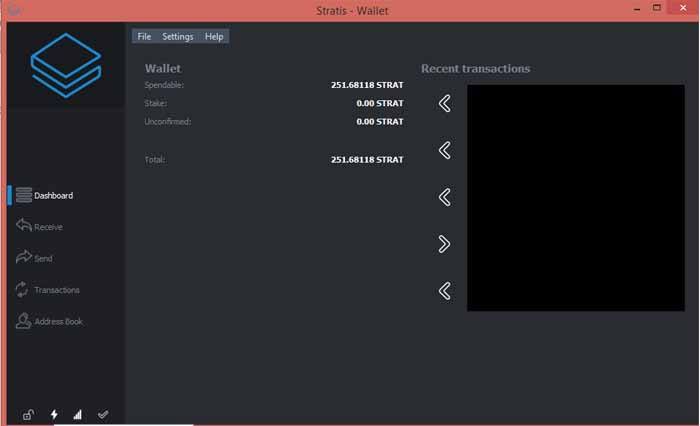 Stratis - Wallet
File Settings Help
Wallet
Spendable: 251.68118 STRAT
Stake: 0.00 STRAT
Unconfirmed: 0.00 STRAT
Total: 251.68118 STRAT
Recent transactions
Dashboard
Receive
Send
Transactions
Address Book